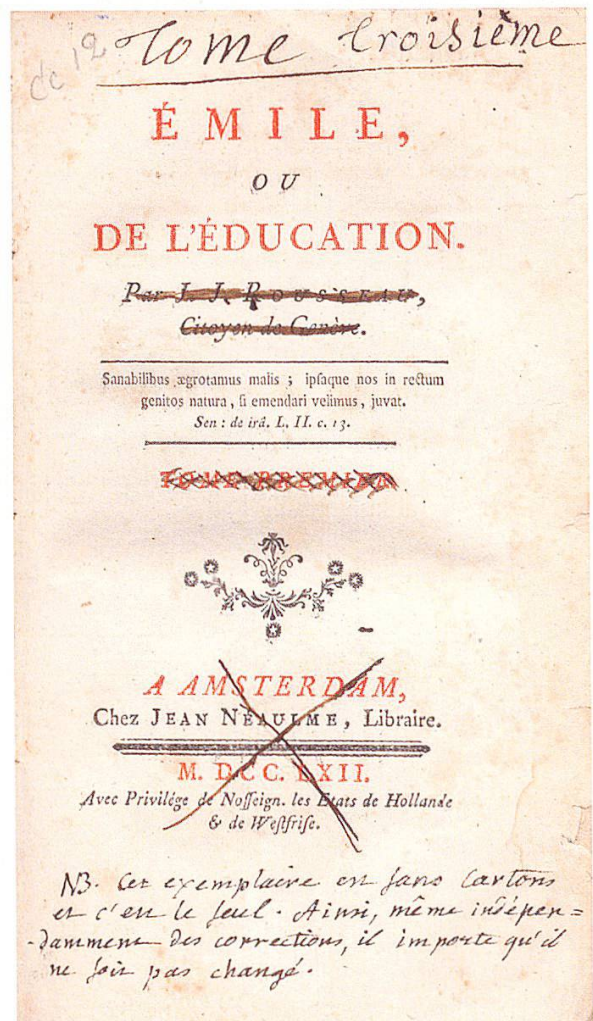 de 12
Tome troisième
ÉMILE,
OU
DE L'ÉDUCATION.
Par J. J. ROUSSEAU,
Citoyen de Genève.
Sanabilibus ægrotamus malis ; ipſaque nos in rectum
genitos natura, ſi emendari velimus, juvat.
Sen : de irâ. L. II. c. 13.
TOME PREMIER
A AMSTERDAM,
Chez JEAN NÉAULME, Libraire.
M. DCC. LXII.
Avec Privilége de Noſſeign. les Etats de Hollande
& de Weſtfriſe.
NB. Cet exemplaire est sans Cartons
et c'est le seul. Ainsi, même indépen=
damment des corrections, il importe qu'il
ne soit pas changé.